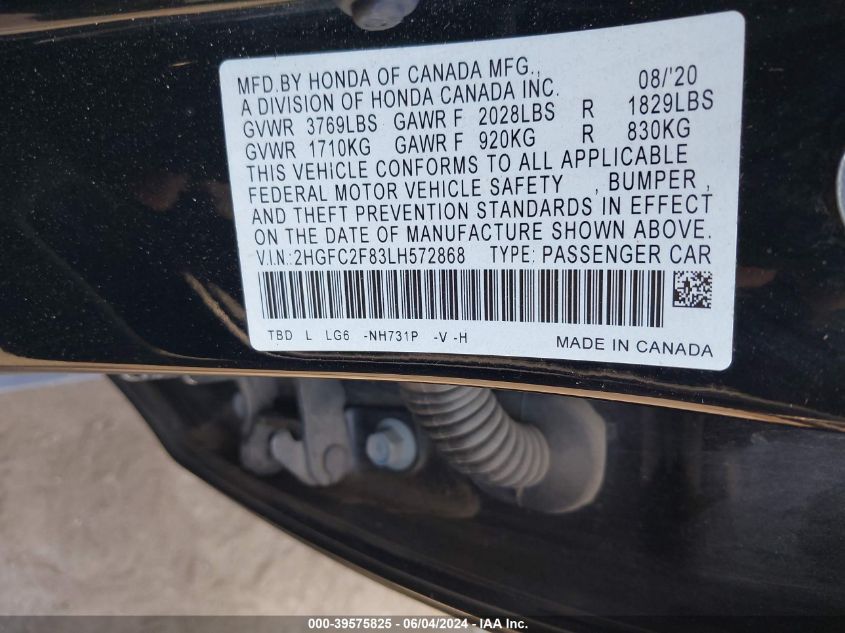 MFD.BY HONDA OF CANADA MFG., 08/'20
A DIVISION OF HONDA CANADA INC.
GVWR 3769LBS GAWR F 2028LBS R 1829LBS
GVWR 1710KG GAWR F 920KG R 830KG
THIS VEHICLE CONFORMS TO ALL APPLICABLE
FEDERAL MOTOR VEHICLE SAFETY , BUMPER ,
AND THEFT PREVENTION STANDARDS IN EFFECT
ON THE DATE OF MANUFACTURE SHOWN ABOVE.
V.I.N.:2HGFC2F83LH572868 TYPE: PASSENGER CAR
TBD L LG6 -NH731P -V -H MADE IN CANADA
000-39575825 - 06/04/2024 - IAA Inc.